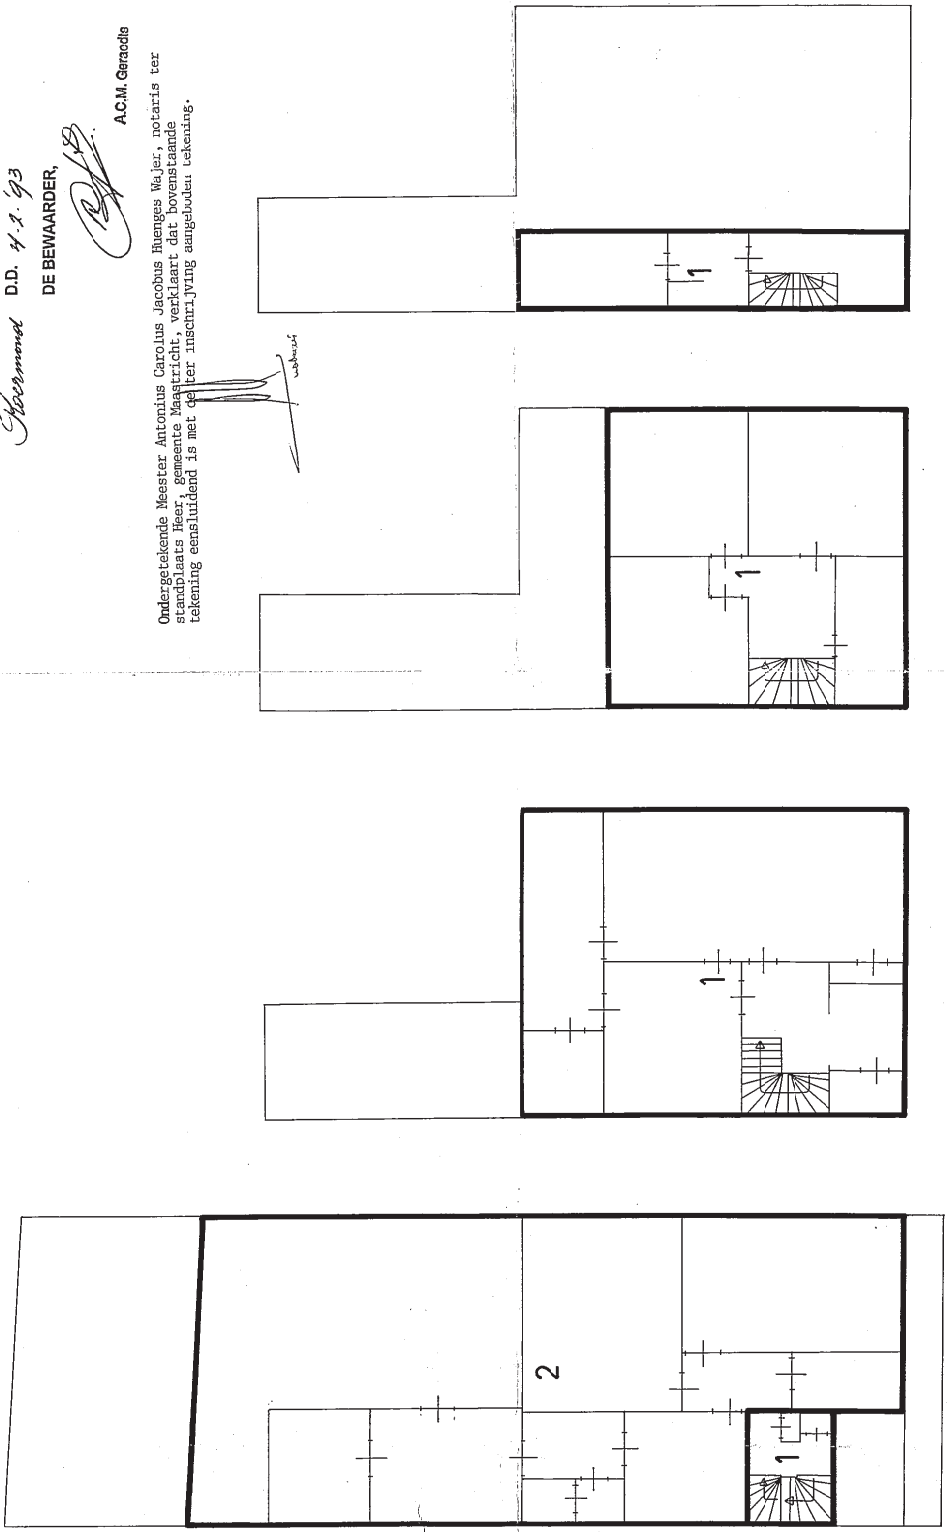 Roermond D.D. 4-2-'93
DE BEWAARDER,
A.C.M. Geraedts
Ondergetekende Meester Antonius Carolus Jacobus Huenges Wajer, notaris ter
standplaats Heer, gemeente Maastricht, verklaart dat bovenstaande
tekening eensluidend is met de ter inschrijving aangeboden tekening.
1
1
1
2
1